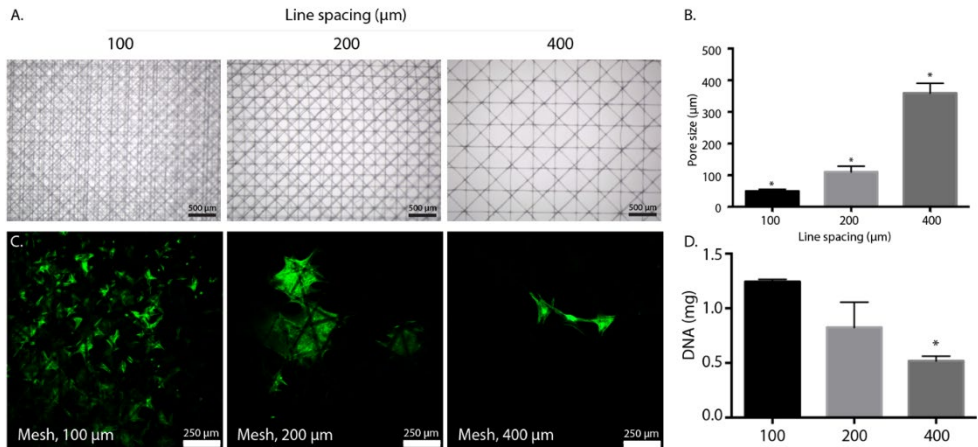 A.
Line spacing (μm)
100
200
400
500 μm
500 μm
500 μm
B.
500
400
300
200
100
0
Pore size (μm)
*
*
*
100
200
400
Line spacing (μm)
C.
Mesh, 100 μm
250 μm
Mesh, 200 μm
250 μm
Mesh, 400 μm
250 μm
D.
1.5
1.0
0.5
0.0
DNA (mg)
*
100
200
400